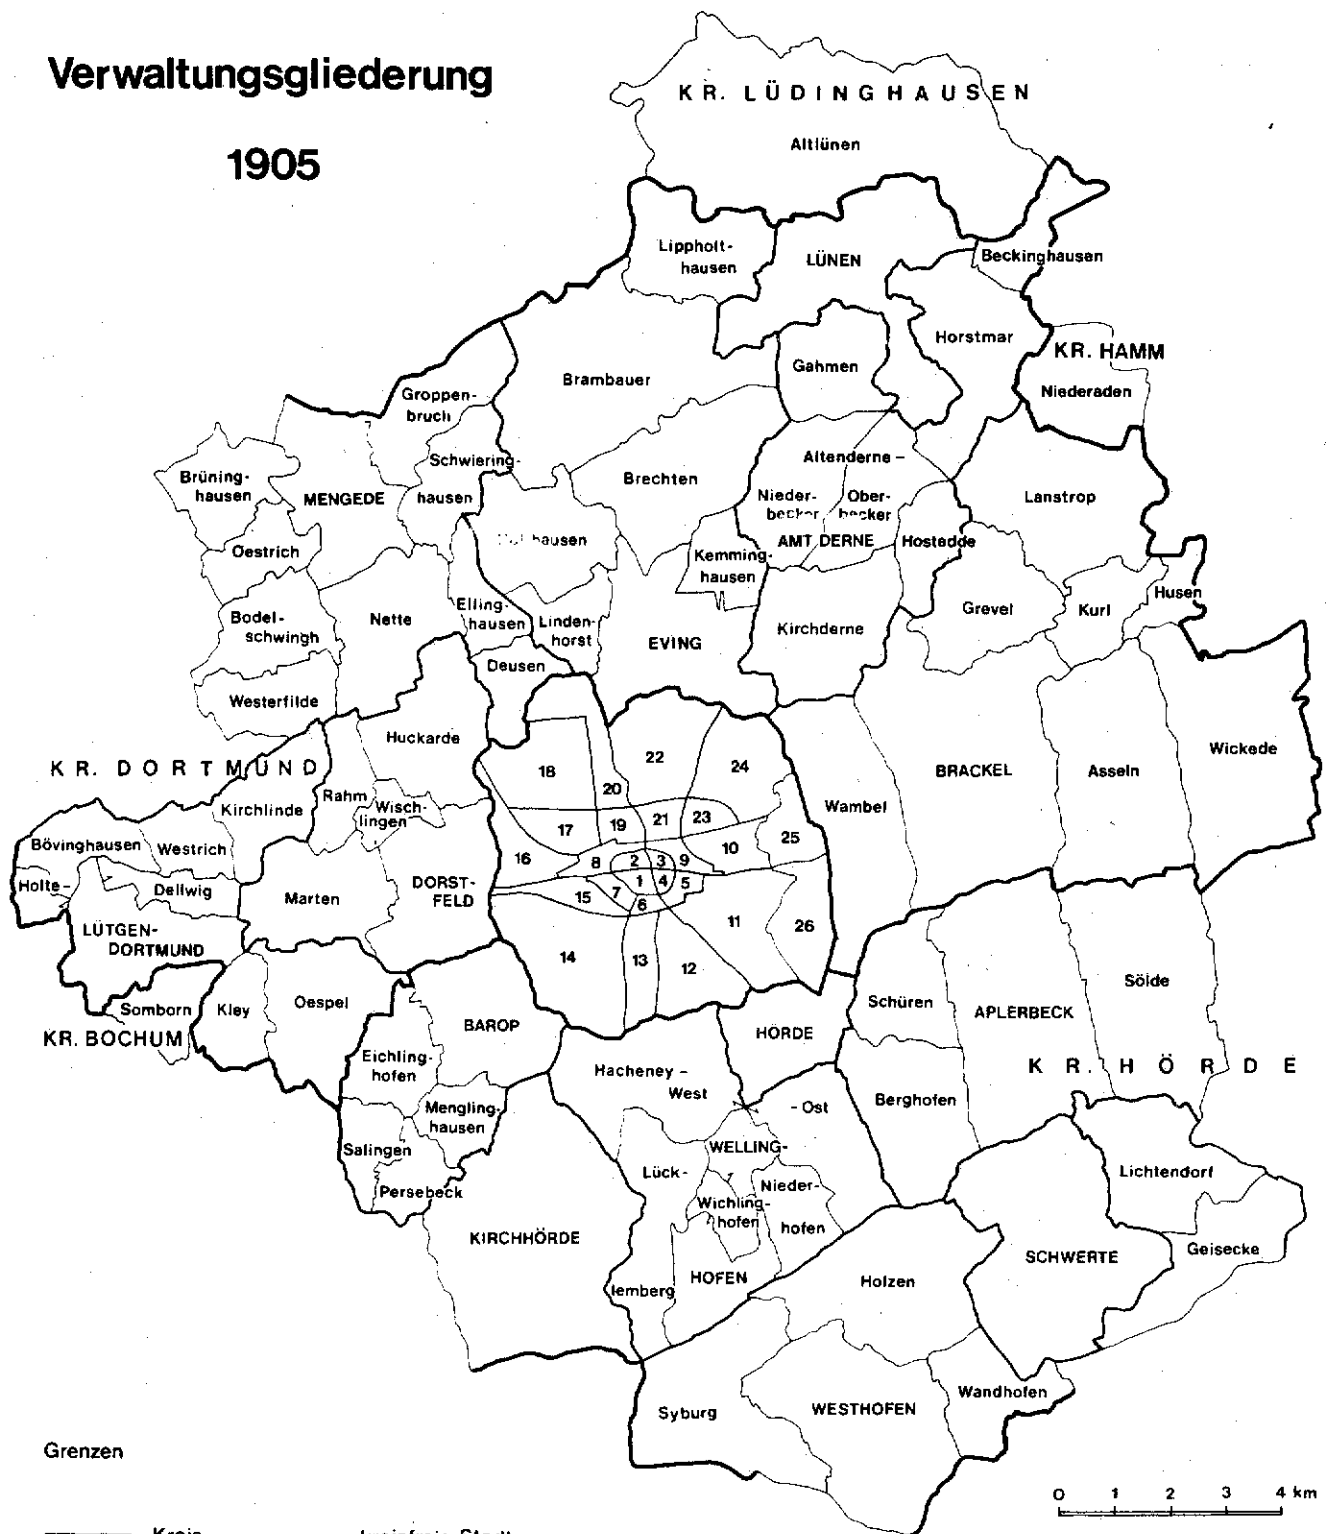 Verwaltungsgliederung
1905
KR. LÜDINGHAUSEN
Altlünen
Lippholt-
hausen
LÜNEN
Beckinghausen
Horstmar
KR. HAMM
Niederaden
Gahmen
Brambauer
Groppen-
bruch
Schwiering-
hausen
Brüning-
hausen
MENGEDE
Brechten
Altenderne -
Nieder-
becker
Ober-
becker
Lanstrop
Oestrich
hausen
Kemming-
hausen
AMT DERNE
Hostedde
Grevel
Kurl
Husen
Bodel-
schwingh
Nette
Elling-
hausen
Linden-
horst
EVING
Kirchderne
Deusen
Westerfilde
Huckarde
KR. DORTMUND
Kirchlinde
Rahm
Wisch-
lingen
18
22
24
20
17
19
21
23
16
8
2
3
9
10
25
1
4
5
15
7
6
11
26
14
13
12
Wambel
BRACKEL
Asseln
Wickede
Bövinghausen
Westrich
Holte-
Dellwig
LÜTGEN-
DORTMUND
Marten
DORST-
FELD
Somborn
KR. BOCHUM
Kley
Oespel
BAROP
HÖRDE
Schüren
APLERBECK
Sölde
KR. HÖRDE
Eichling-
hofen
Hacheney -
West
- Ost
Berghofen
Mengling-
hausen
Salingen
Persebeck
WELLING-
Lück-
Nieder-
hofen
Wichling-
hofen
Lichtendorf
KIRCHHÖRDE
HOFEN
lemberg
Holzen
SCHWERTE
Geisecke
Syburg
WESTHOFEN
Wandhofen
Grenzen
0 1 2 3 4 km
Kreis
kreisfreie Stadt